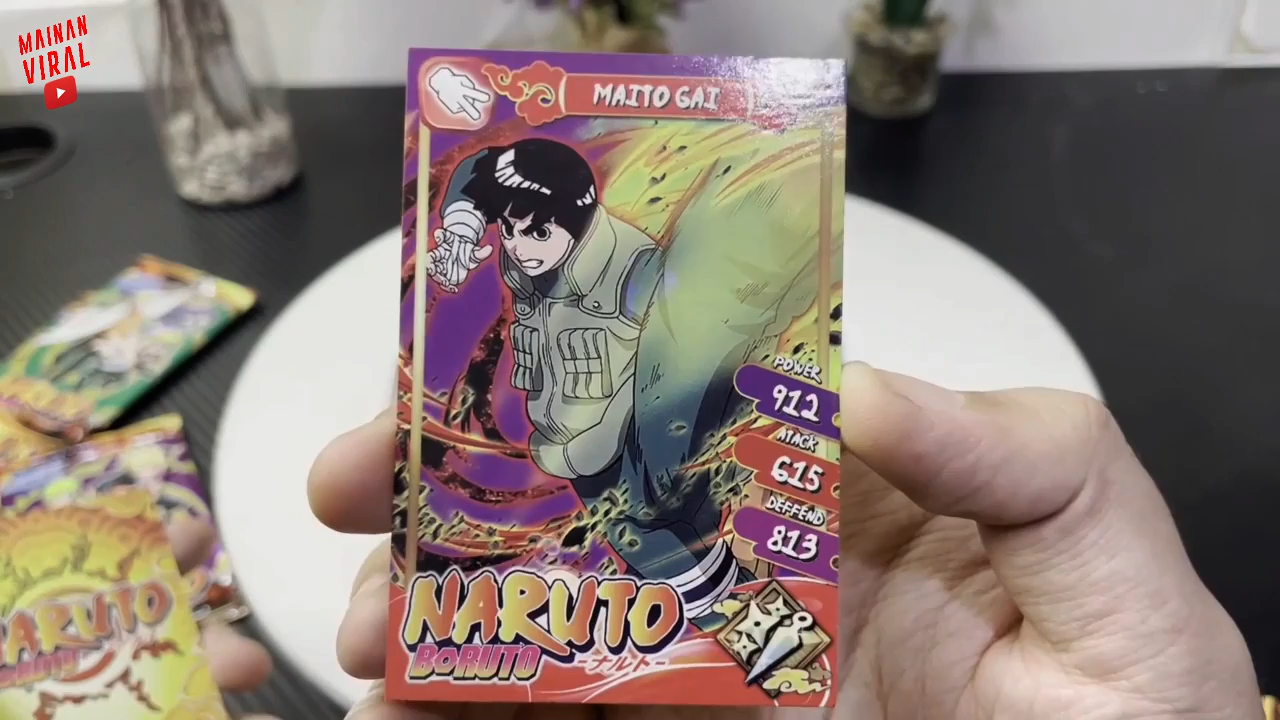 MAINAN
VIRAL
MAITO GAI
POWER
912
ATACK
615
DEFFEND
813
NARUTO
BORUTO
-ナルト-
NARUTO